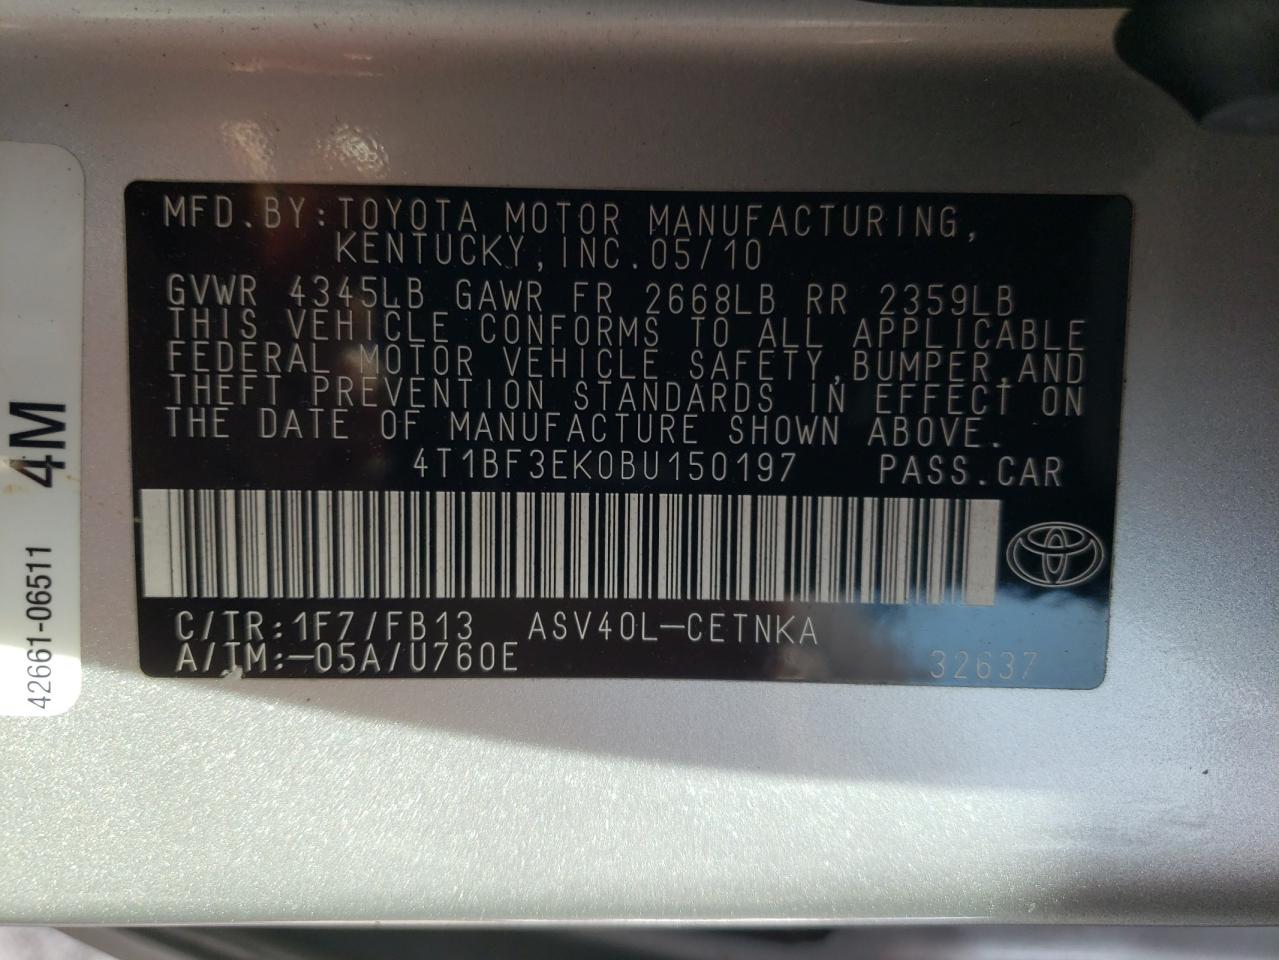 MFD.BY:TOYOTA MOTOR MANUFACTURING,
KENTUCKY,INC.05/10
GVWR 4345LB GAWR FR 2668LB RR 2359LB
THIS VEHICLE CONFORMS TO ALL APPLICABLE
FEDERAL MOTOR VEHICLE SAFETY,BUMPER,AND
THEFT PREVENTION STANDARDS IN EFFECT ON
THE DATE OF MANUFACTURE SHOWN ABOVE.
4T1BF3EK0BU150197 PASS.CAR
C/TR:1F7/FB13 ASV40L-CETNKA
A/TM:-05A/U760E
32637
42661-06511 4M